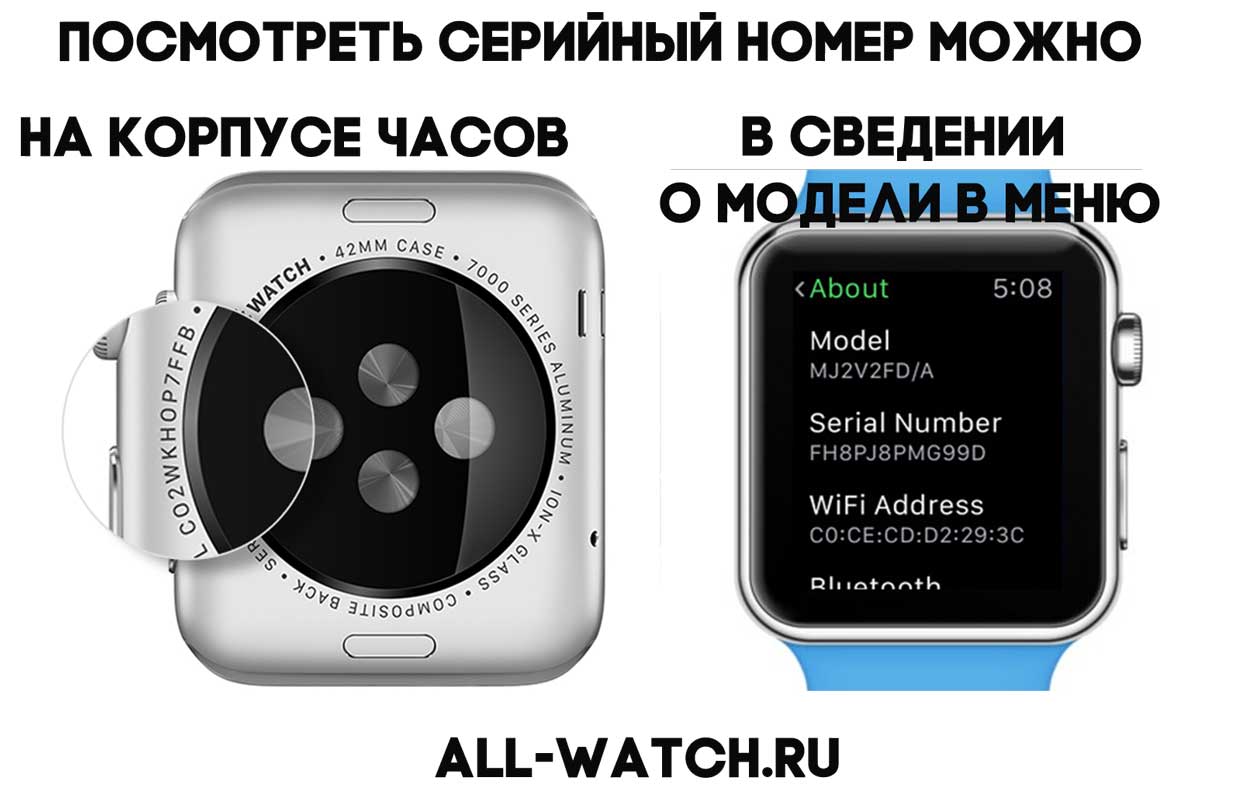 ПОСМОТРЕТЬ СЕРИЙНЫЙ НОМЕР МОЖНО
НА КОРПУСЕ ЧАСОВ
В СВЕДЕНИИ
О МОДЕЛИ В МЕНЮ
WATCH • 42MM CASE • 7000 SERIES ALUMINUM • ION-X GLASS • COMPOSITE BACK •
C02WKH0P7FFB •
<About 5:08
Model
MJ2V2FD/A
Serial Number
FH8PJ8PMG99D
WiFi Address
C0:CE:CD:D2:29:3C
Bluetooth
ALL-WATCH.RU